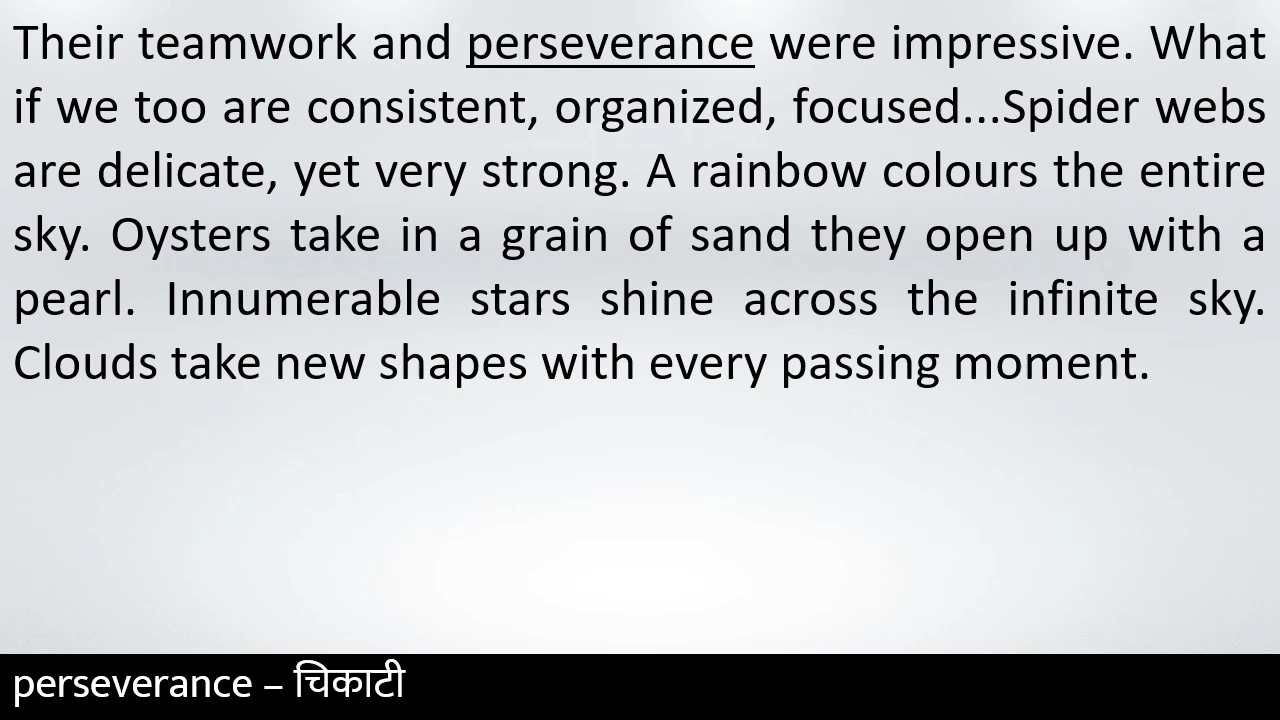 Their teamwork and perseverance were impressive. What
if we too are consistent, organized, focused...Spider webs
are delicate, yet very strong. A rainbow colours the entire
sky. Oysters take in a grain of sand they open up with a
pearl. Innumerable stars shine across the infinite sky.
Clouds take new shapes with every passing moment.
perseverance – चिकाटी